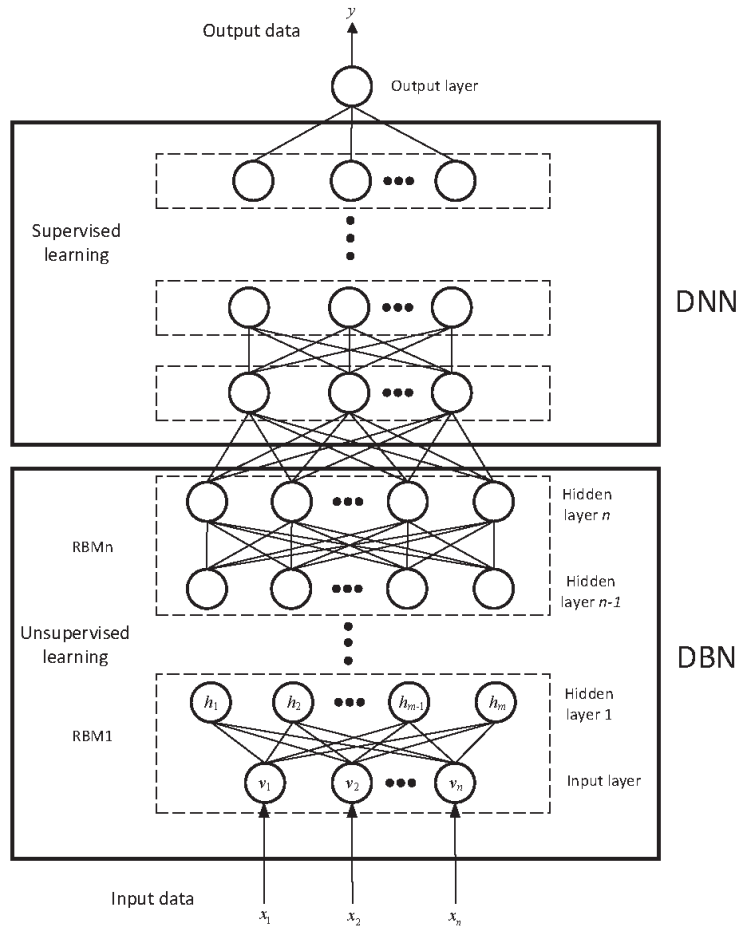 y
Output data
Output layer
Supervised
learning
DNN
Hidden
layer n
RBMn
Hidden
layer n-1
Unsupervised
learning
DBN
h1 h2 hm-1 hm
Hidden
layer 1
RBM1
v1 v2 vn
Input layer
Input data
x1 x2 xn